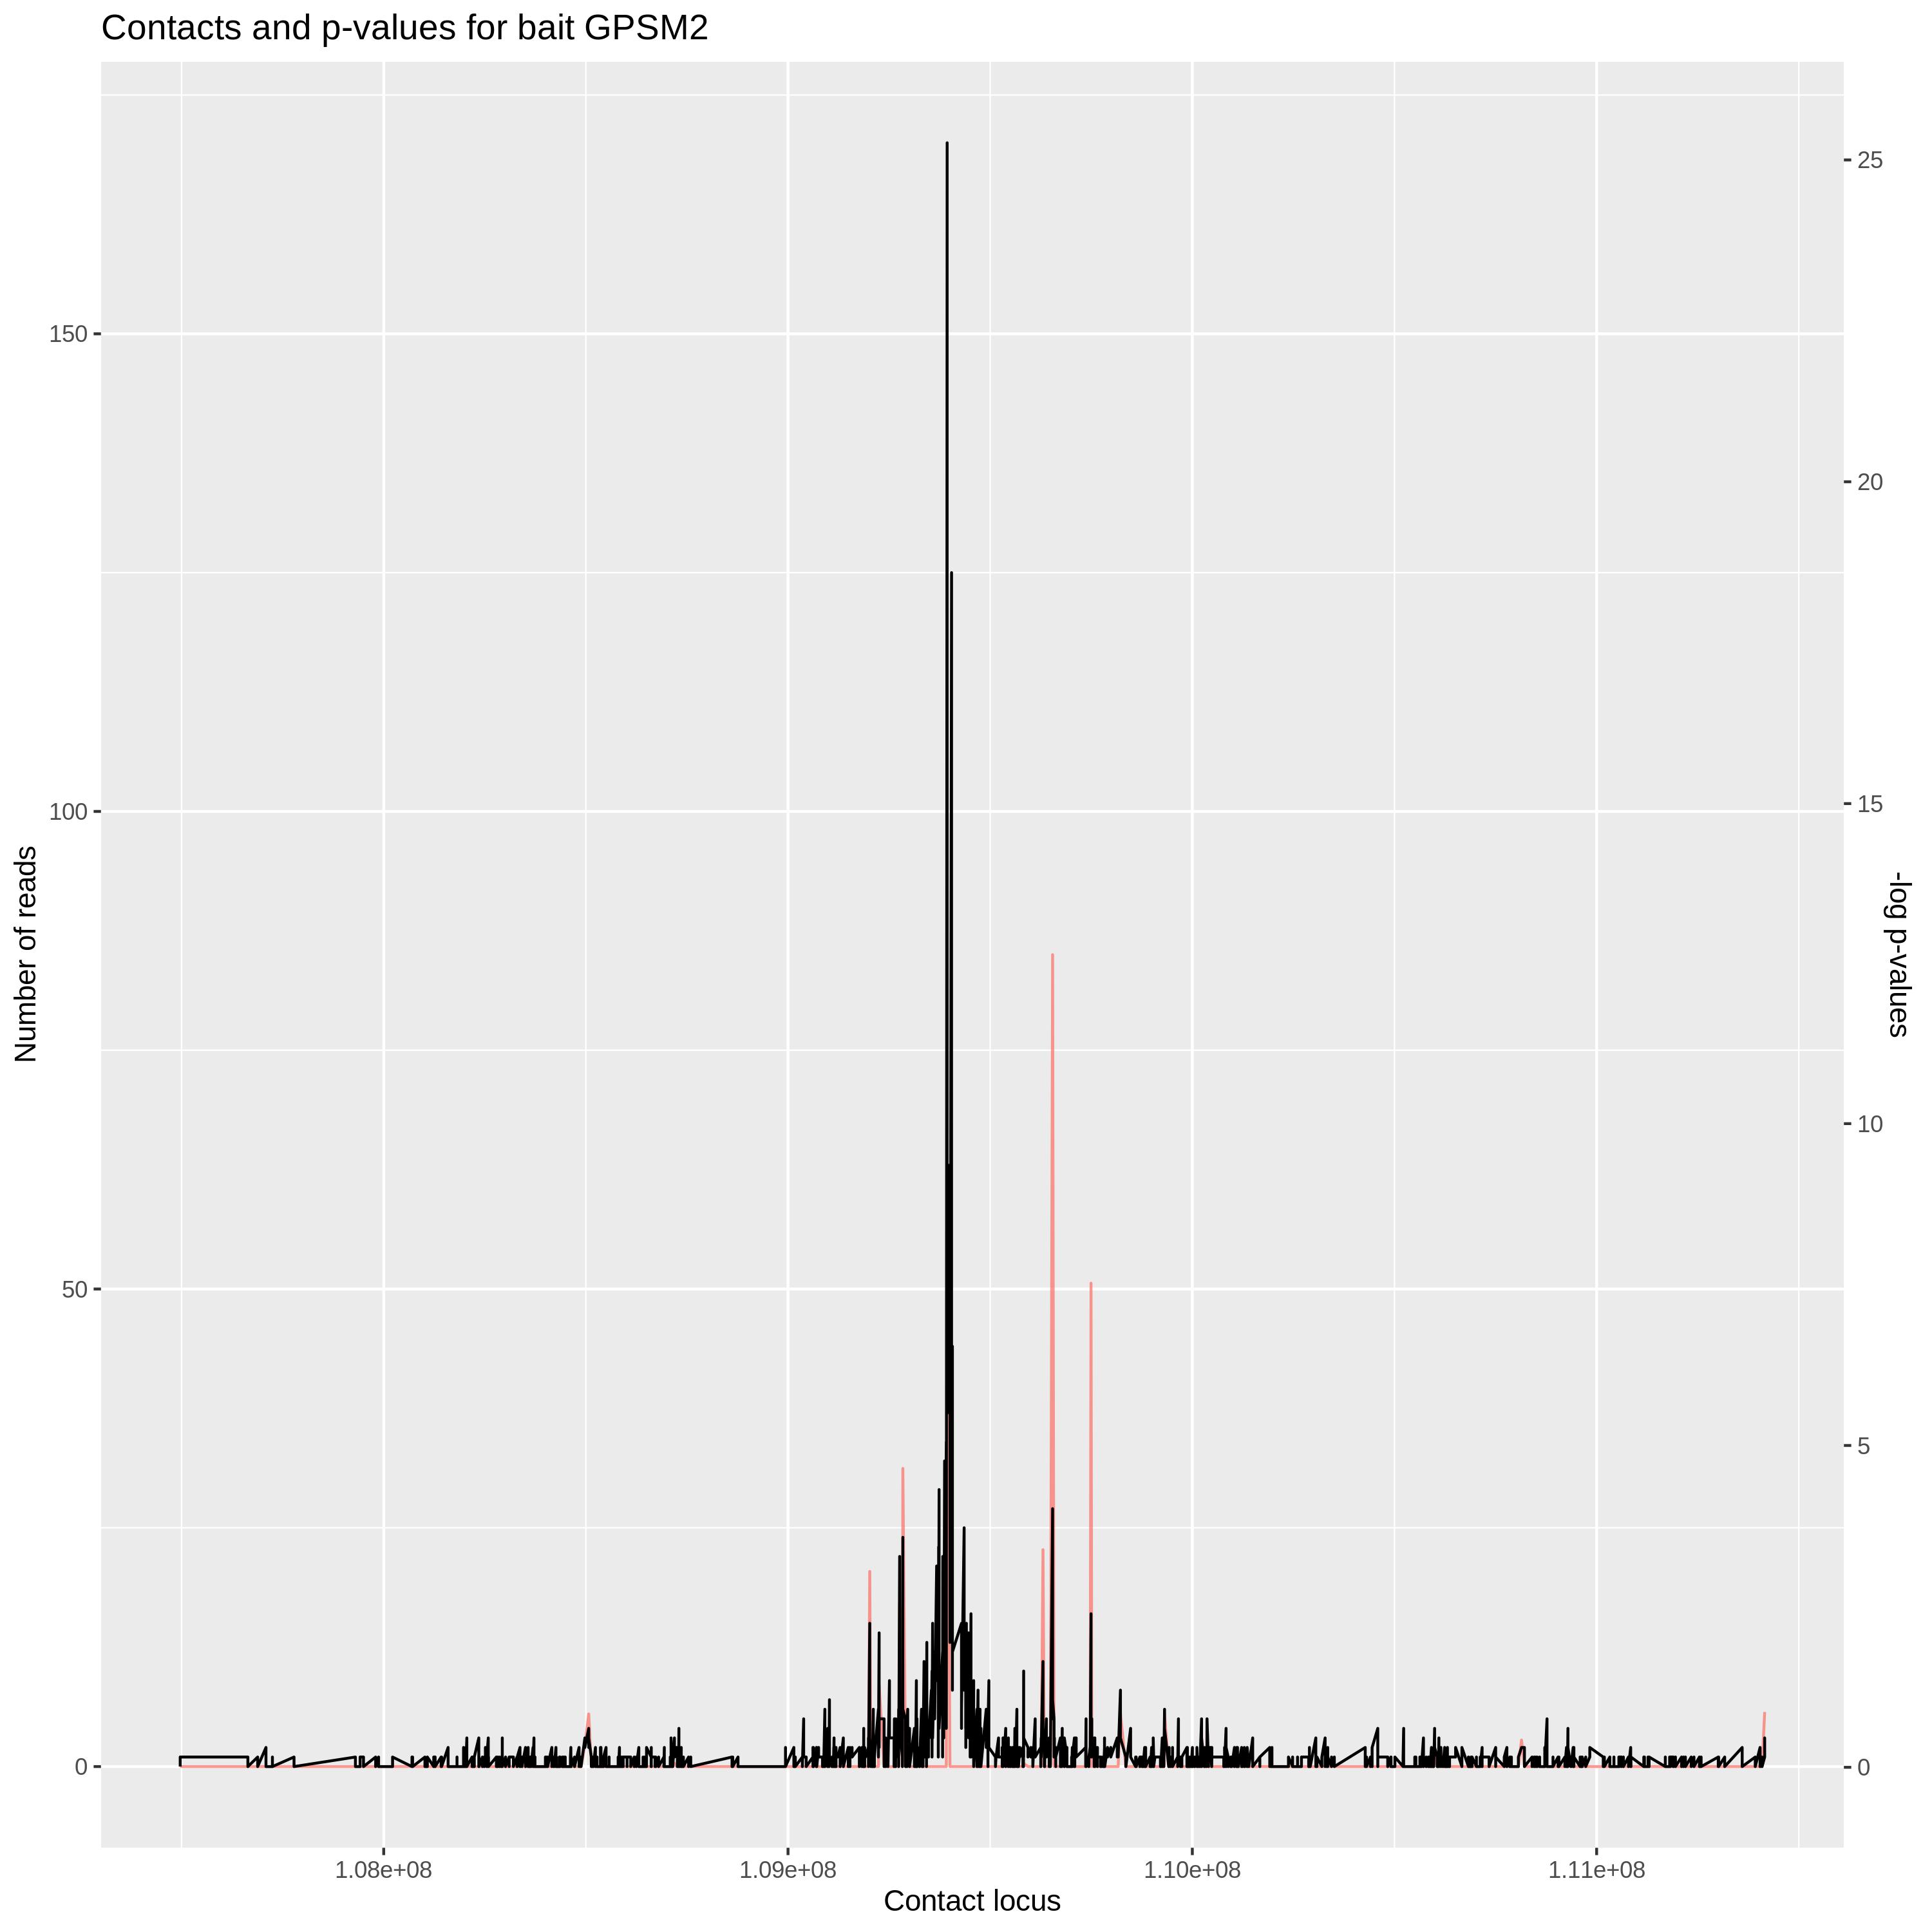 Contacts and p-values for bait GPSM2
150
100
50
0
Number of reads
25
20
15
10
5
0
-log p-values
1.08e+08
1.09e+08
1.10e+08
1.11e+08
Contact locus